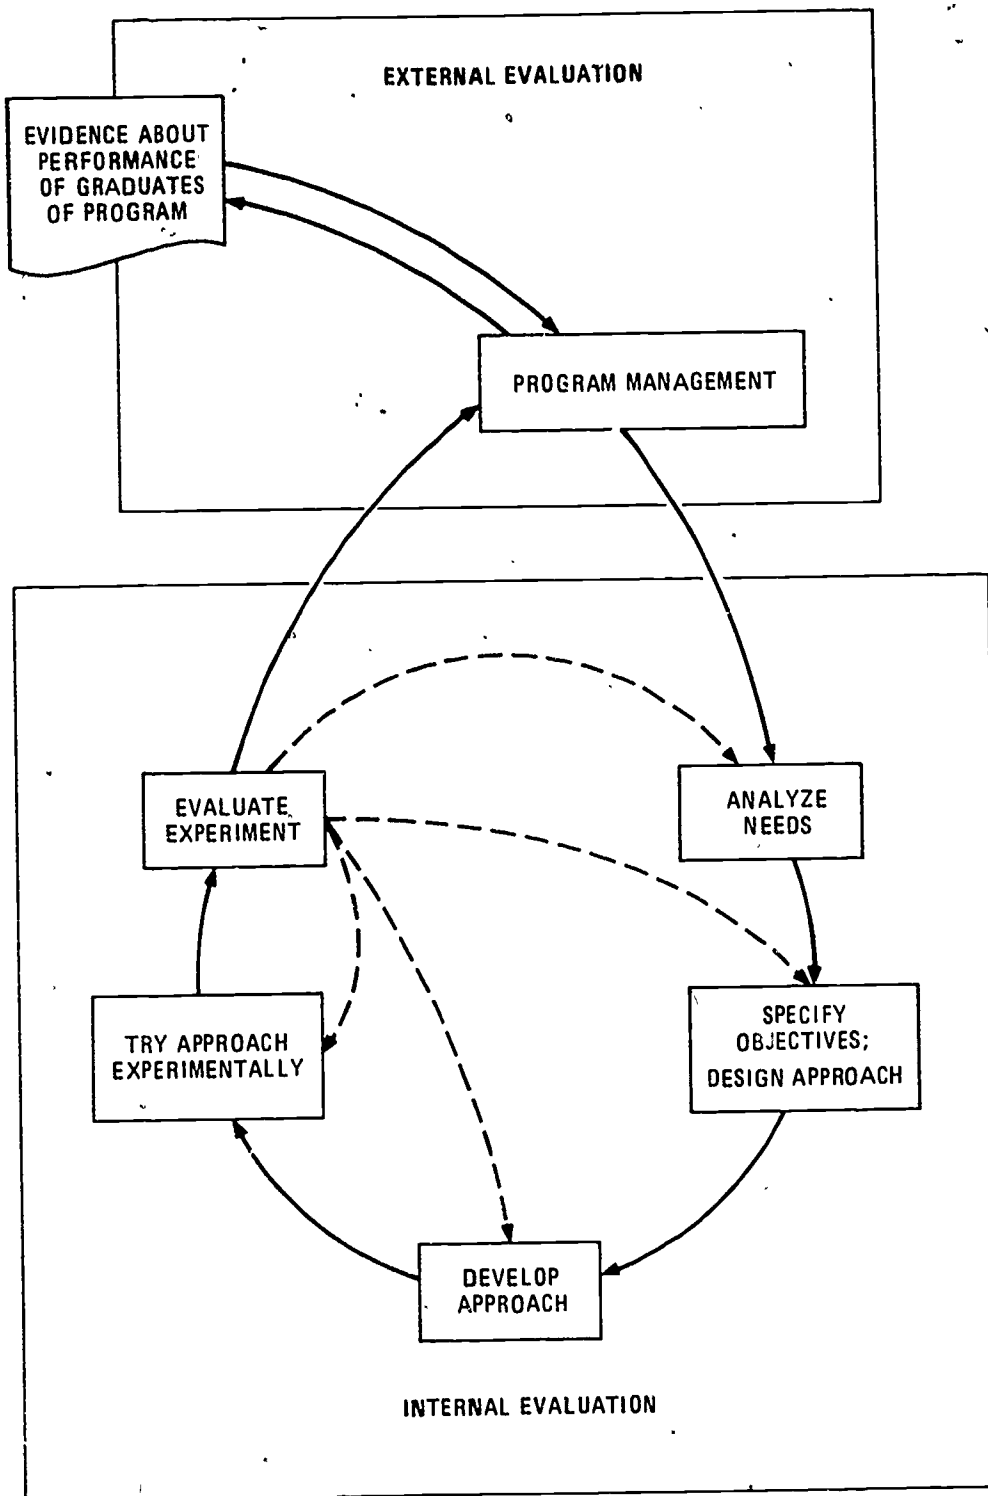 EXTERNAL EVALUATION
EVIDENCE ABOUT
PERFORMANCE
OF GRADUATES
OF PROGRAM
PROGRAM MANAGEMENT
EVALUATE
EXPERIMENT
ANALYZE
NEEDS
TRY APPROACH
EXPERIMENTALLY
SPECIFY
OBJECTIVES;
DESIGN APPROACH
DEVELOP
APPROACH
INTERNAL EVALUATION